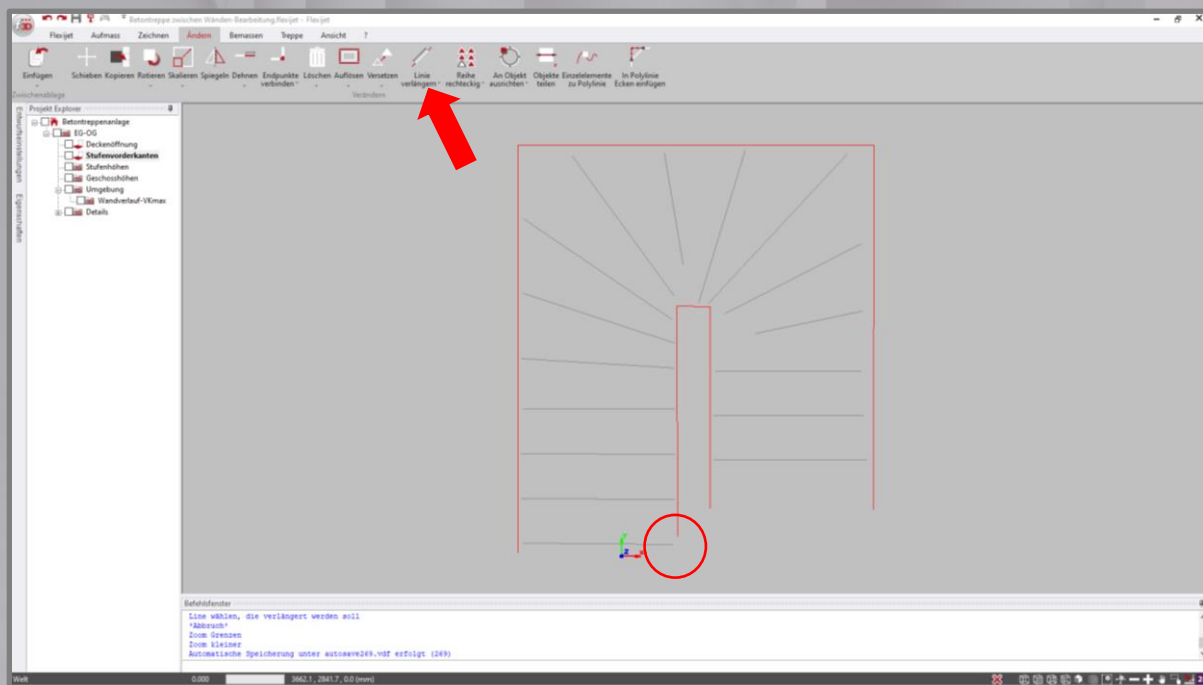 3D
Betontreppe zwischen Wänden-Bearbeitung.flexijet - Flexijet
Flexijet Aufmass Zeichnen Ändern Bemassen Treppe Ansicht ?
Einfügen Schieben Kopieren Rotieren Skalieren Spiegeln Dehnen Endpunkte verbinden Löschen Auflösen Versetzen Linie verlängern Reihe rechteckig An Objekt ausrichten Objekte teilen Einzelelemente zu Polylinie In Polylinie Ecken einfügen
Zwischenablage Verändern
Entwurfseinstellungen
Eigenschaften
Projekt Explorer
Betontreppenanlage
EG-OG
Deckenöffnung
Stufenvorderkanten
Stufenhöhen
Geschosshöhen
Umgebung
Wandverlauf-VKmas
Details
Y
Z X
Befehlsfenster
Line wählen, die verlängert werden soll
*Abbruch*
Zoom Grenzen
Zoom kleiner
Automatische Speicherung unter autosave269.vdf erfolgt (269)
Welt 0.000 3662.1 , 2841.7 , 0.0 (mm)